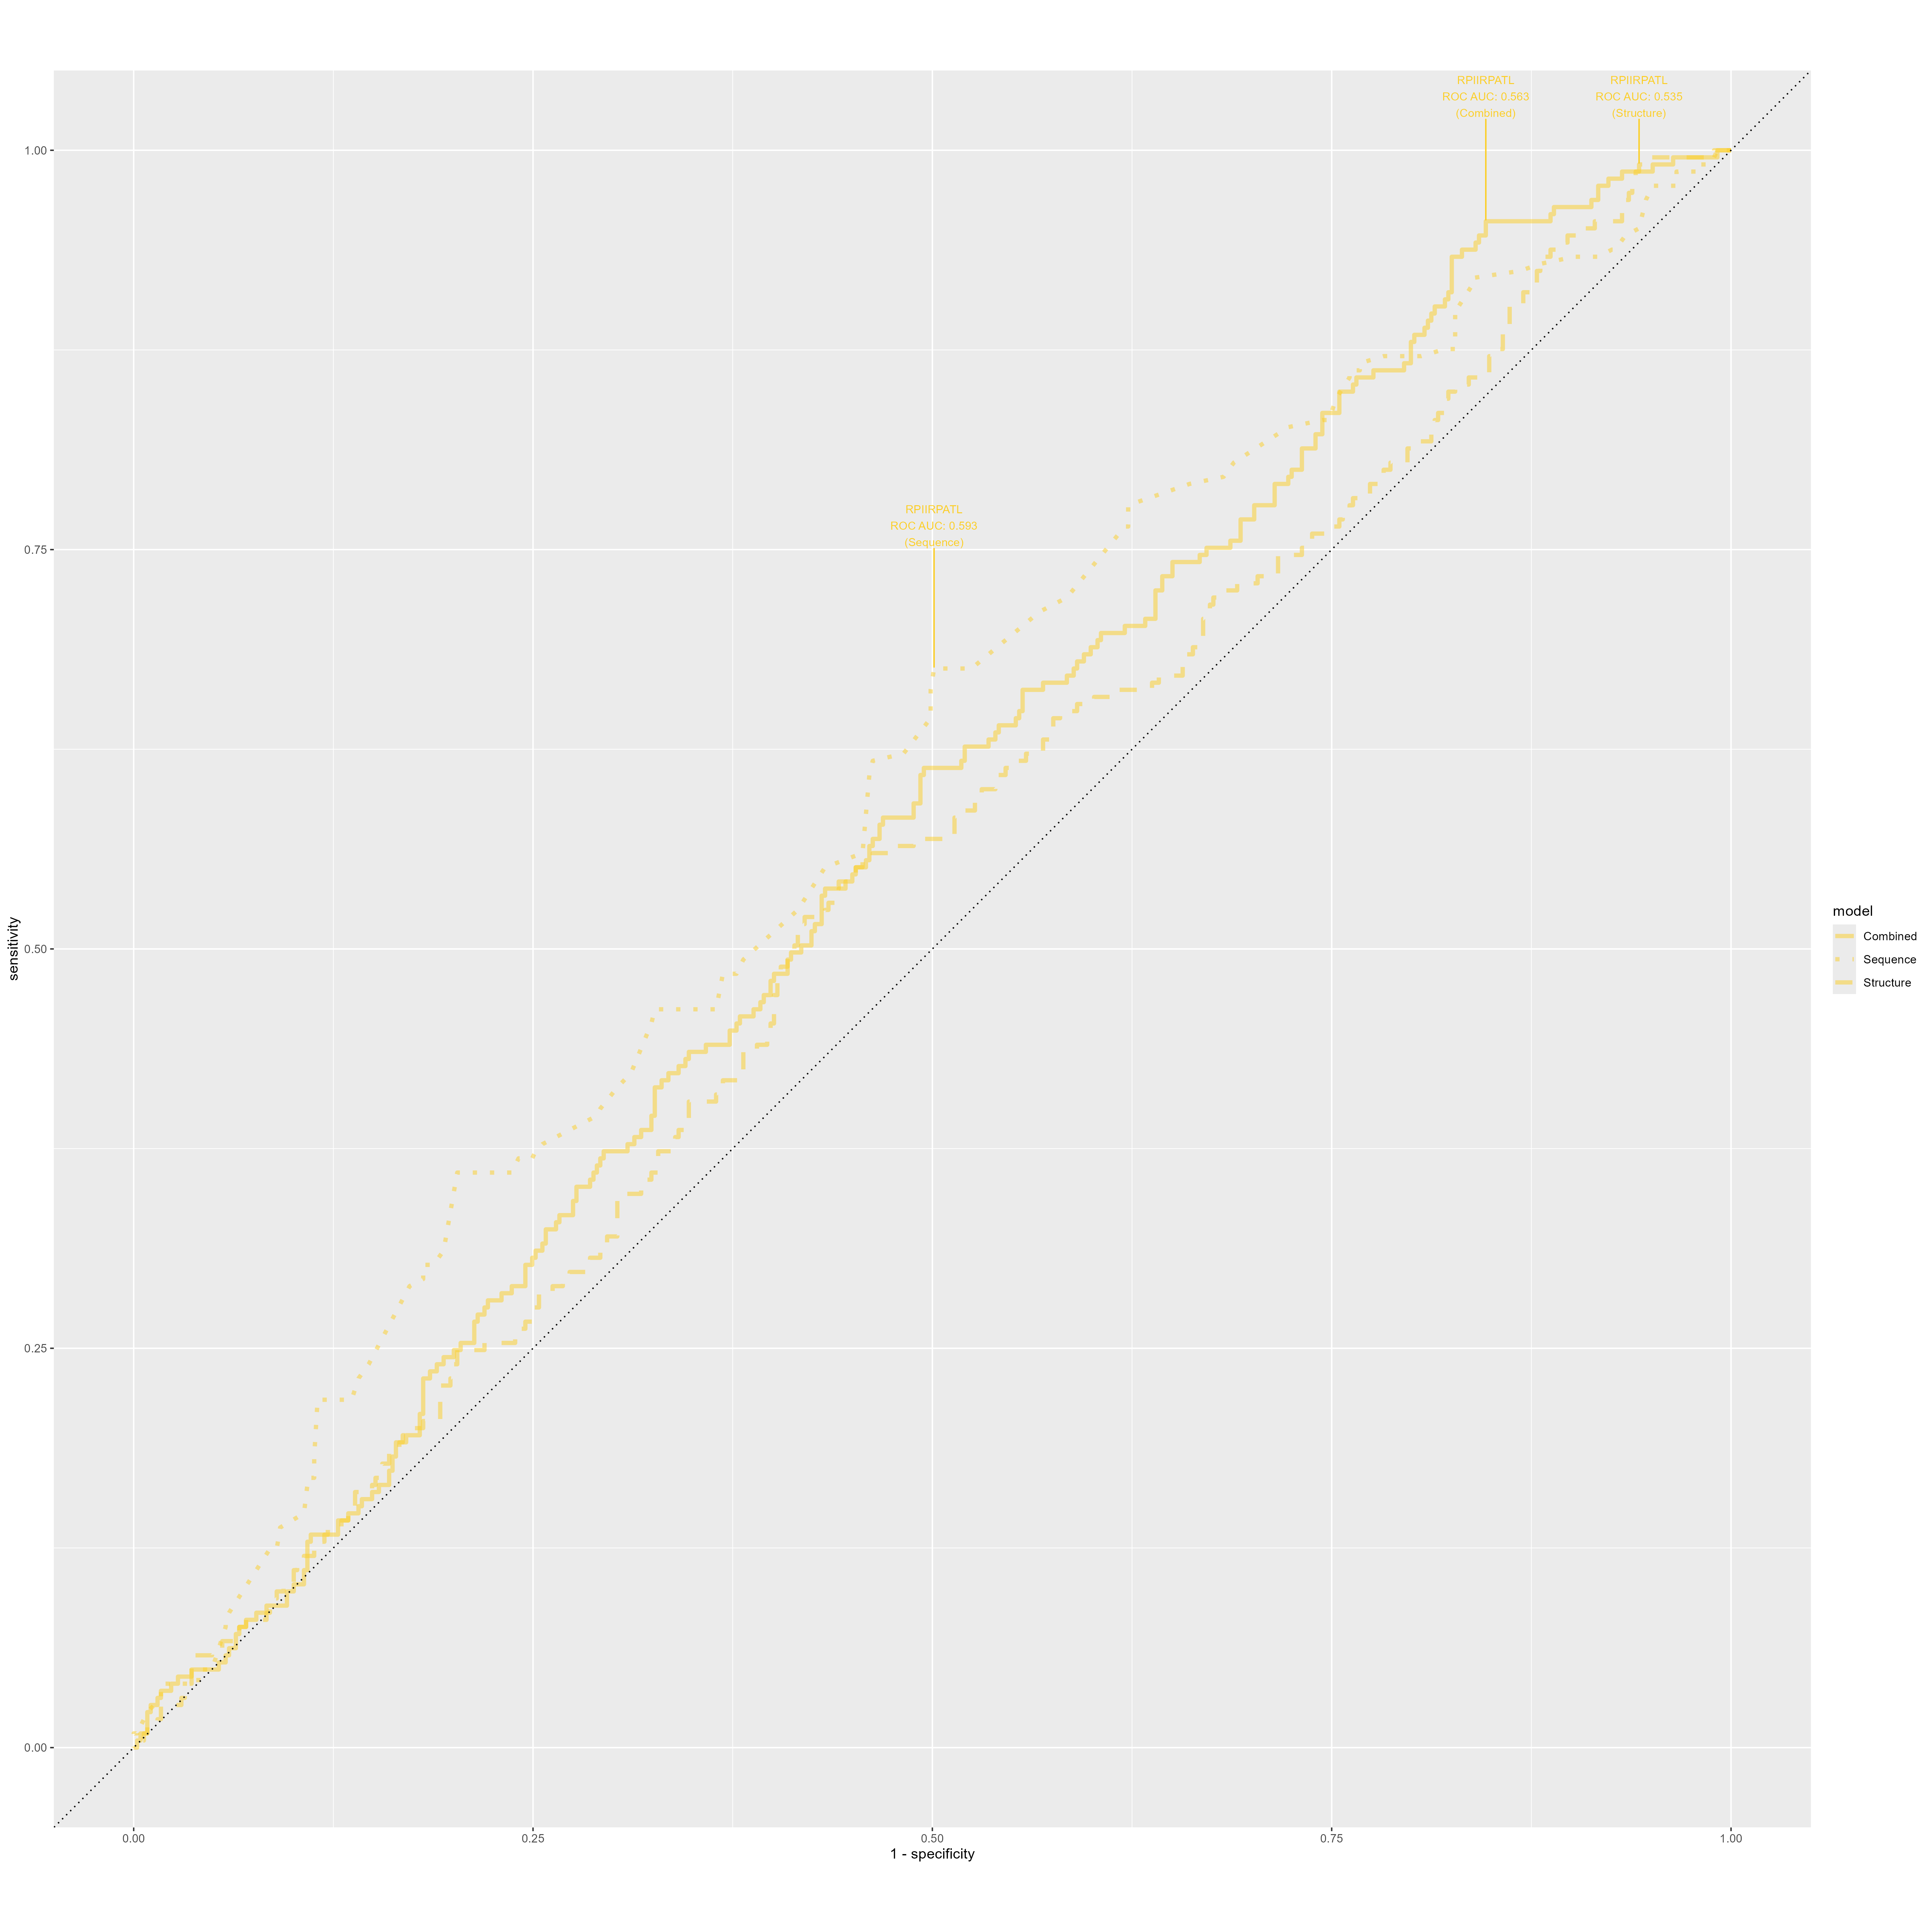 RPIIRPATL
ROC AUC: 0.563
(Combined)
RPIIRPATL
ROC AUC: 0.535
(Structure)
RPIIRPATL
ROC AUC: 0.593
(Sequence)
1.00
0.75
0.50
0.25
0.00
sensitivity
0.00
0.25
0.50
0.75
1.00
1 - specificity
model
Combined
Sequence
Structure